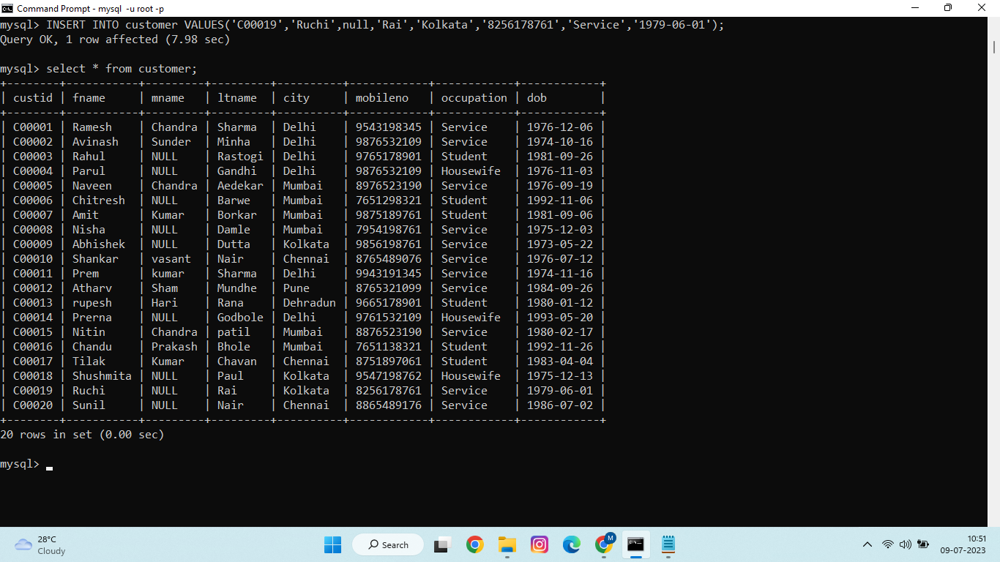 Command Prompt - mysql  -u root -p
mysql> INSERT INTO customer VALUES('C00019','Ruchi',null,'Rai','Kolkata','8256178761','Service','1979-06-01');
Query OK, 1 row affected (7.98 sec)
mysql> select * from customer;
+--------+-----------+---------+---------+----------+------------+------------+------------+
| custid | fname     | mname   | ltname  | city     | mobileno   | occupation | dob        |
+--------+-----------+---------+---------+----------+------------+------------+------------+
| C00001 | Ramesh    | Chandra | Sharma  | Delhi    | 9543198345 | Service    | 1976-12-06 |
| C00002 | Avinash   | Sunder  | Minha   | Delhi    | 9876532109 | Service    | 1974-10-16 |
| C00003 | Rahul     | NULL    | Rastogi | Delhi    | 9765178901 | Student    | 1981-09-26 |
| C00004 | Parul     | NULL    | Gandhi  | Delhi    | 9876532109 | Housewife  | 1976-11-03 |
| C00005 | Naveen    | Chandra | Aedekar | Mumbai   | 8976523190 | Service    | 1976-09-19 |
| C00006 | Chitresh  | NULL    | Barwe   | Mumbai   | 7651298321 | Student    | 1992-11-06 |
| C00007 | Amit      | Kumar   | Borkar  | Mumbai   | 9875189761 | Student    | 1981-09-06 |
| C00008 | Nisha     | NULL    | Damle   | Mumbai   | 7954198761 | Service    | 1975-12-03 |
| C00009 | Abhishek  | NULL    | Dutta   | Kolkata  | 9856198761 | Service    | 1973-05-22 |
| C00010 | Shankar   | vasant  | Nair    | Chennai  | 8765489076 | Service    | 1976-07-12 |
| C00011 | Prem      | kumar   | Sharma  | Delhi    | 9943191345 | Service    | 1974-11-16 |
| C00012 | Atharv    | Sham    | Mundhe  | Pune     | 8765321099 | Service    | 1984-09-26 |
| C00013 | rupesh    | Hari    | Rana    | Dehradun | 9665178901 | Student    | 1980-01-12 |
| C00014 | Prerna    | NULL    | Godbole | Delhi    | 9761532109 | Housewife  | 1993-05-20 |
| C00015 | Nitin     | Chandra | patil   | Mumbai   | 8876523190 | Service    | 1980-02-17 |
| C00016 | Chandu    | Prakash | Bhole   | Mumbai   | 7651138321 | Student    | 1992-11-26 |
| C00017 | Tilak     | Kumar   | Chavan  | Chennai  | 8751897061 | Student    | 1983-04-04 |
| C00018 | Shushmita | NULL    | Paul    | Kolkata  | 9547198762 | Housewife  | 1975-12-13 |
| C00019 | Ruchi     | NULL    | Rai     | Kolkata  | 8256178761 | Service    | 1979-06-01 |
| C00020 | Sunil     | NULL    | Nair    | Chennai  | 8865489176 | Service    | 1986-07-02 |
+--------+-----------+---------+---------+----------+------------+------------+------------+
20 rows in set (0.00 sec)
mysql>
28°C
Cloudy
Search
M
10:51
09-07-2023